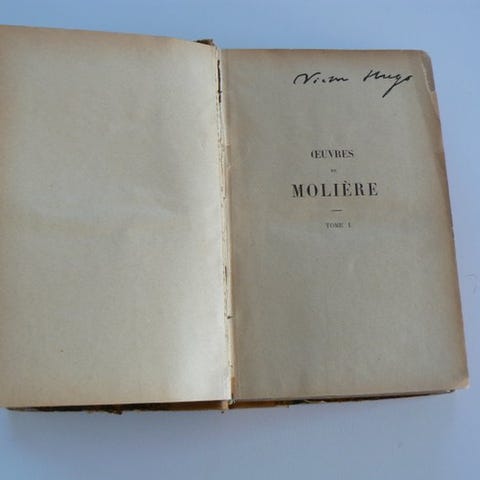 Victor Hugo
ŒUVRES
DE
MOLIÈRE
TOME I.